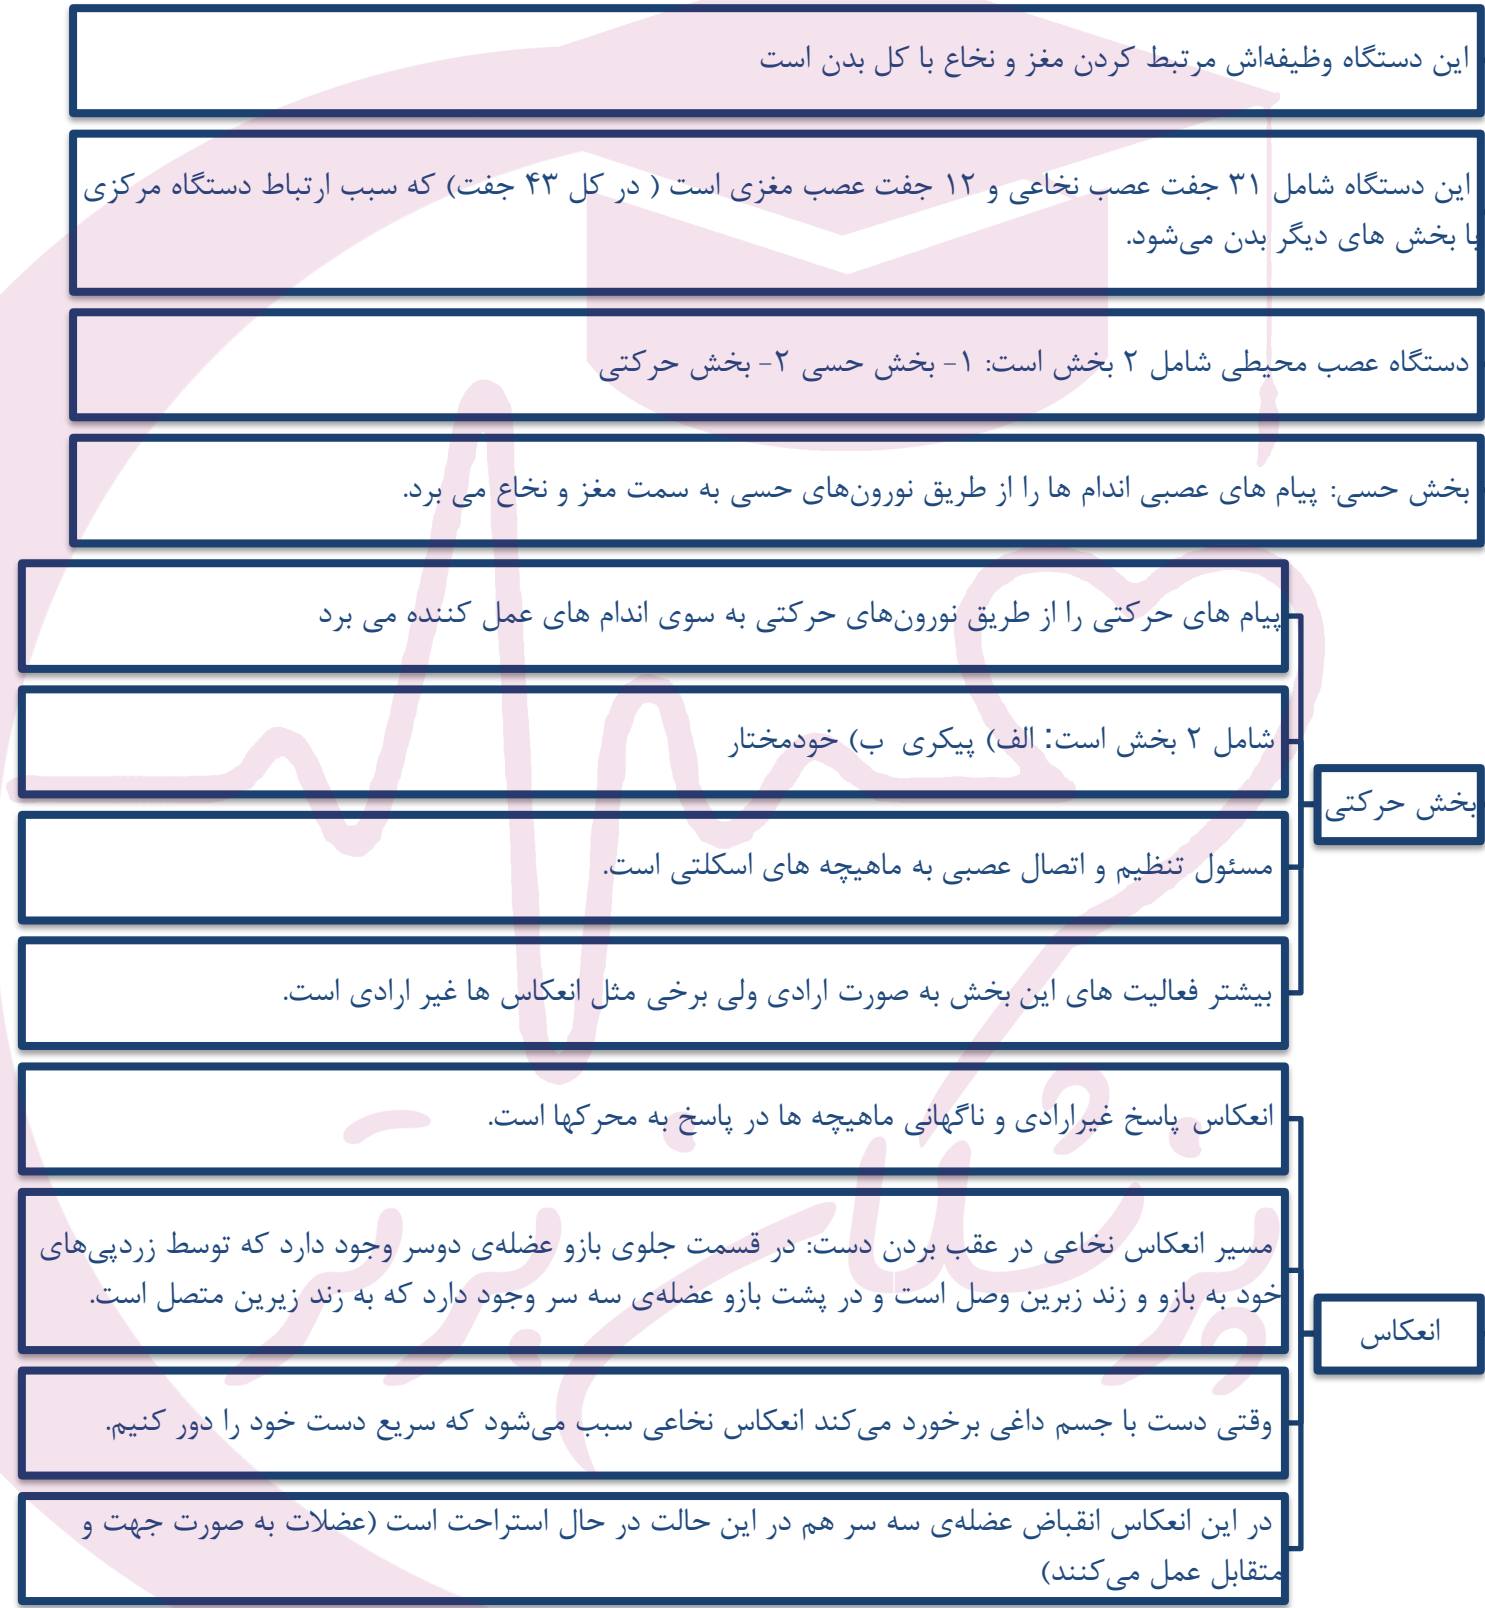 این دستگاه وظیفه‌اش مرتبط کردن مغز و نخاع با کل بدن است
این دستگاه شامل ۳۱ جفت عصب نخاعی و ۱۲ جفت عصب مغزی است ( در کل ۴۳ جفت) که سبب ارتباط دستگاه مرکزی
با بخش های دیگر بدن می‌شود.
دستگاه عصب محیطی شامل ۲ بخش است: ۱- بخش حسی ۲- بخش حرکتی
بخش حسی: پیام های عصبی اندام ها را از طریق نورون‌های حسی به سمت مغز و نخاع می برد.
بخش حرکتی
پیام های حرکتی را از طریق نورون‌های حرکتی به سوی اندام های عمل کننده می برد
شامل ۲ بخش است: الف) پیکری ب) خودمختار
مسئول تنظیم و اتصال عصبی به ماهیچه های اسکلتی است.
بیشتر فعالیت های این بخش به صورت ارادی ولی برخی مثل انعکاس ها غیر ارادی است.
انعکاس
انعکاس پاسخ غیرارادی و ناگهانی ماهیچه ها در پاسخ به محرکها است.
مسیر انعکاس نخاعی در عقب بردن دست: در قسمت جلوی بازو عضله‌ی دوسر وجود دارد که توسط زردپی‌های
خود به بازو و زند زبرین وصل است و در پشت بازو عضله‌ی سه سر وجود دارد که به زند زیرین متصل است.
وقتی دست با جسم داغی برخورد می‌کند انعکاس نخاعی سبب می‌شود که سریع دست خود را دور کنیم.
در این انعکاس انقباض عضله‌ی سه سر هم در این حالت در حال استراحت است (عضلات به صورت جهت و
متقابل عمل می‌کنند)
پزشکان برتر